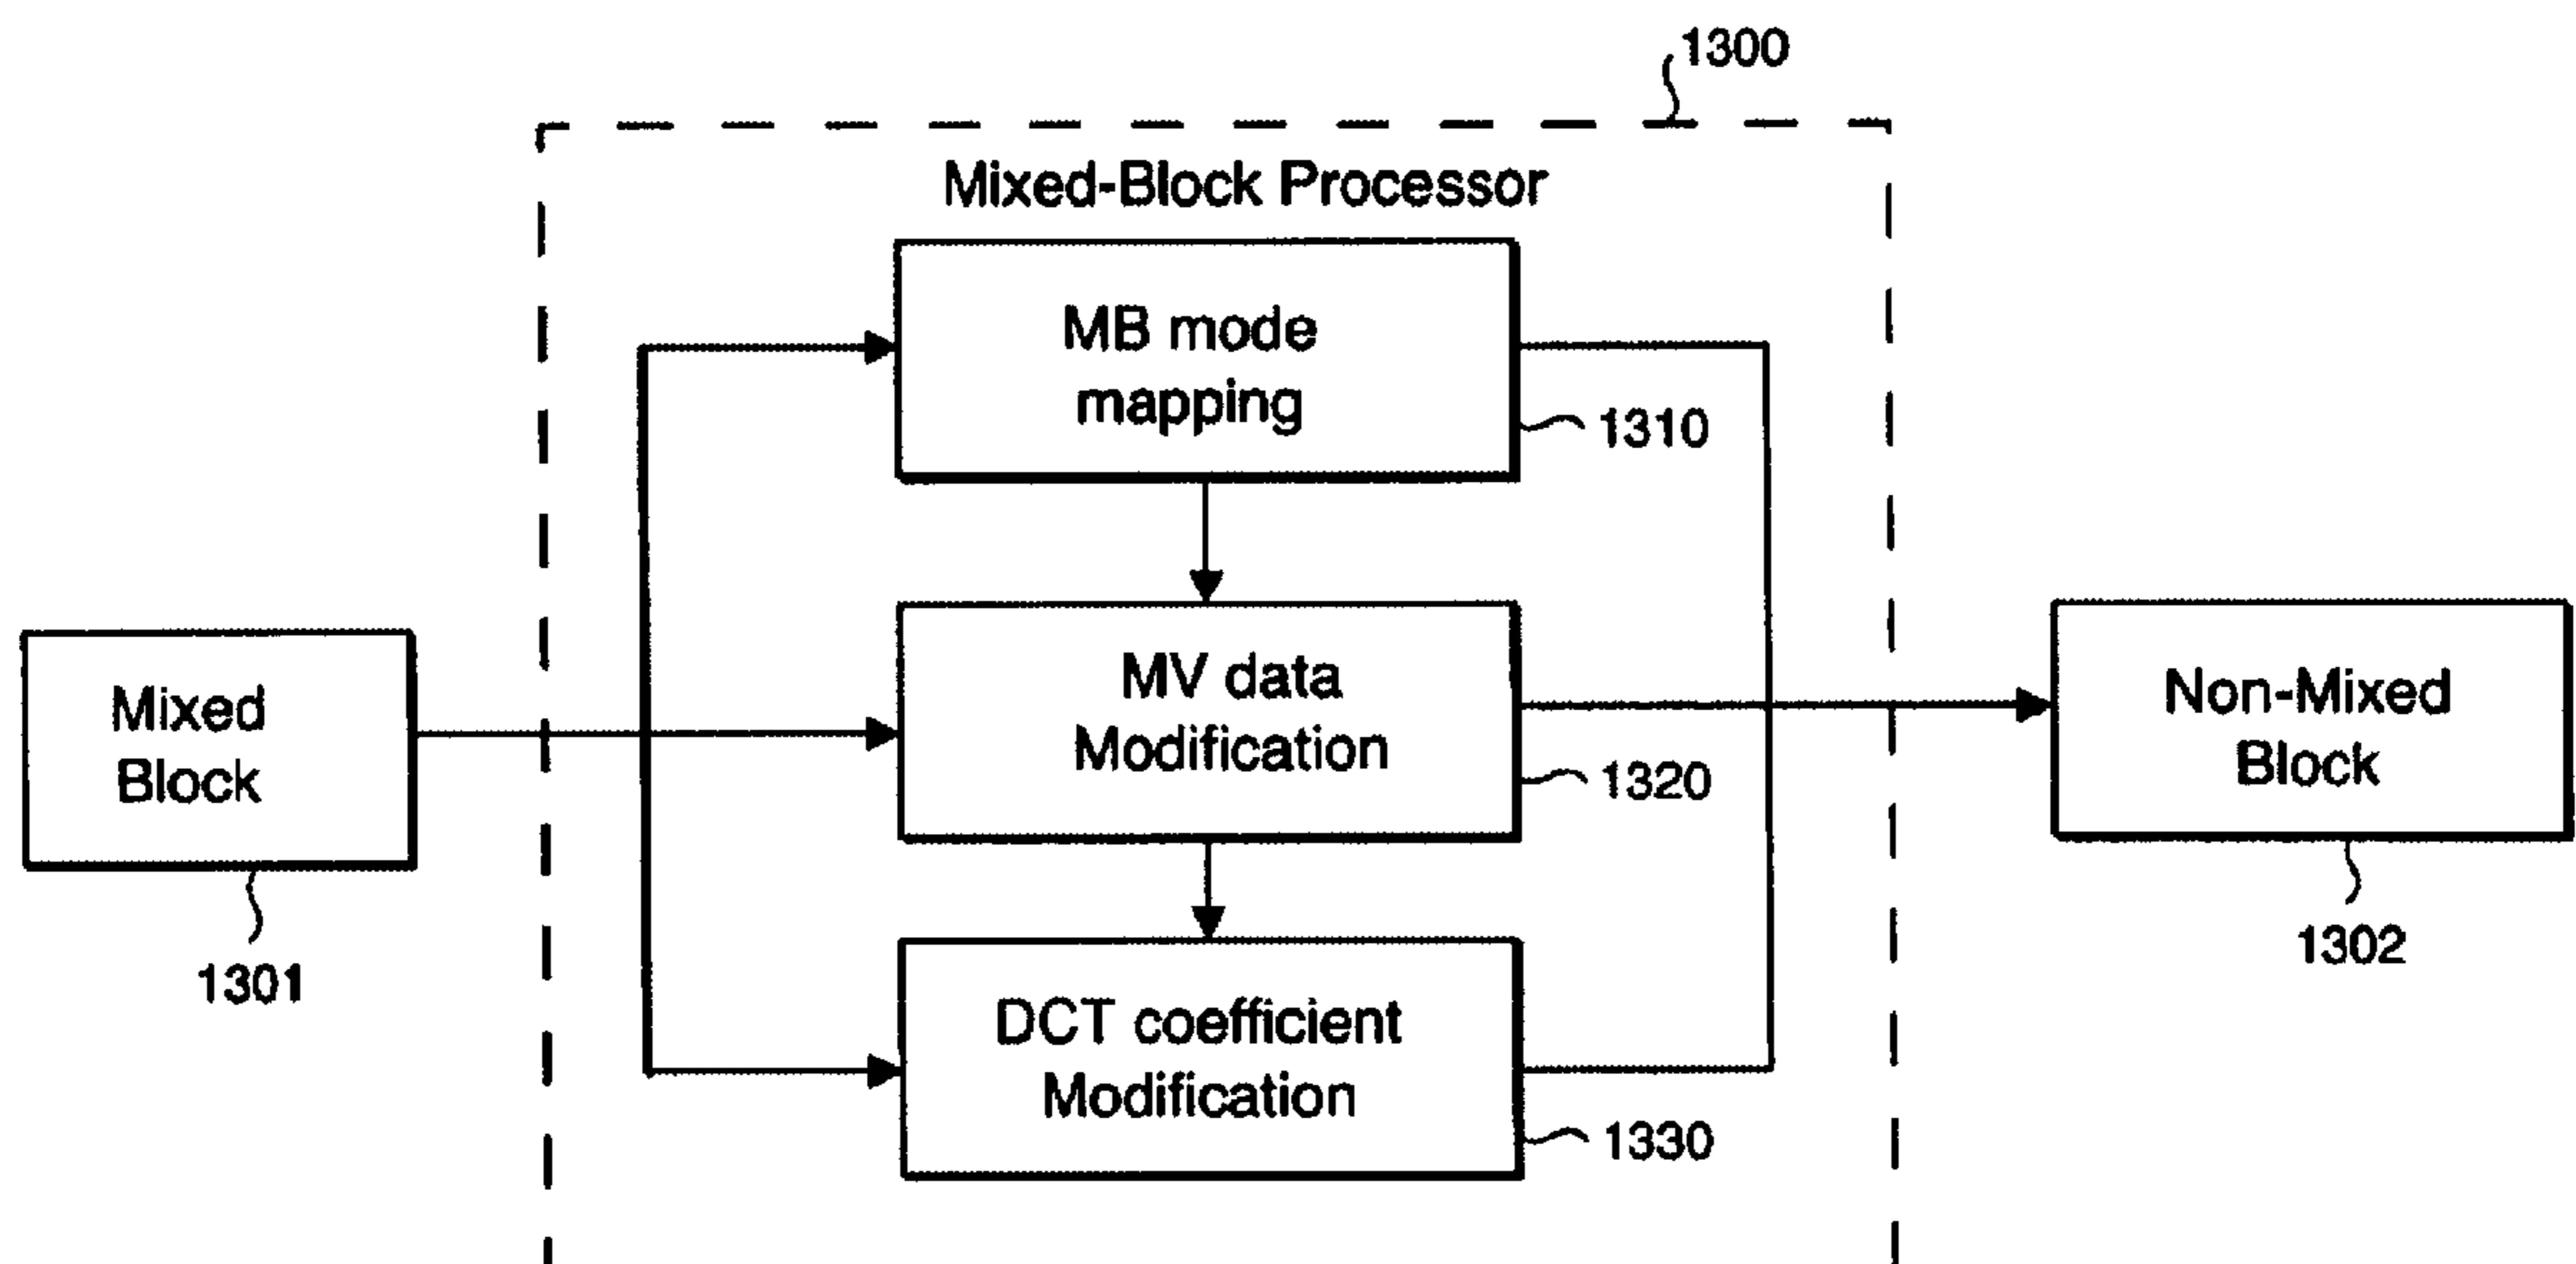 1300
Mixed-Block Processor
MB mode
mapping
1310
MV data
Modification
1320
Mixed
Block
1301
Non-Mixed
Block
1302
DCT coefficient
Modification
1330